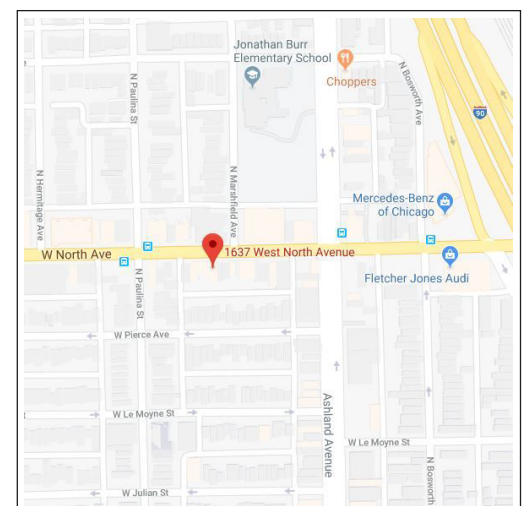 Jonathan Burr
Elementary School
Choppers
N Bosworth Ave
N Paulina St
90
N Hermitage Ave
N Marshfield Ave
Mercedes-Benz
of Chicago
W North Ave
1637 West North Avenue
Fletcher Jones Audi
N Paulina St
W Pierce Ave
Ashland Avenue
W Le Moyne St
W Le Moyne St
N Bosworth
W Julian St